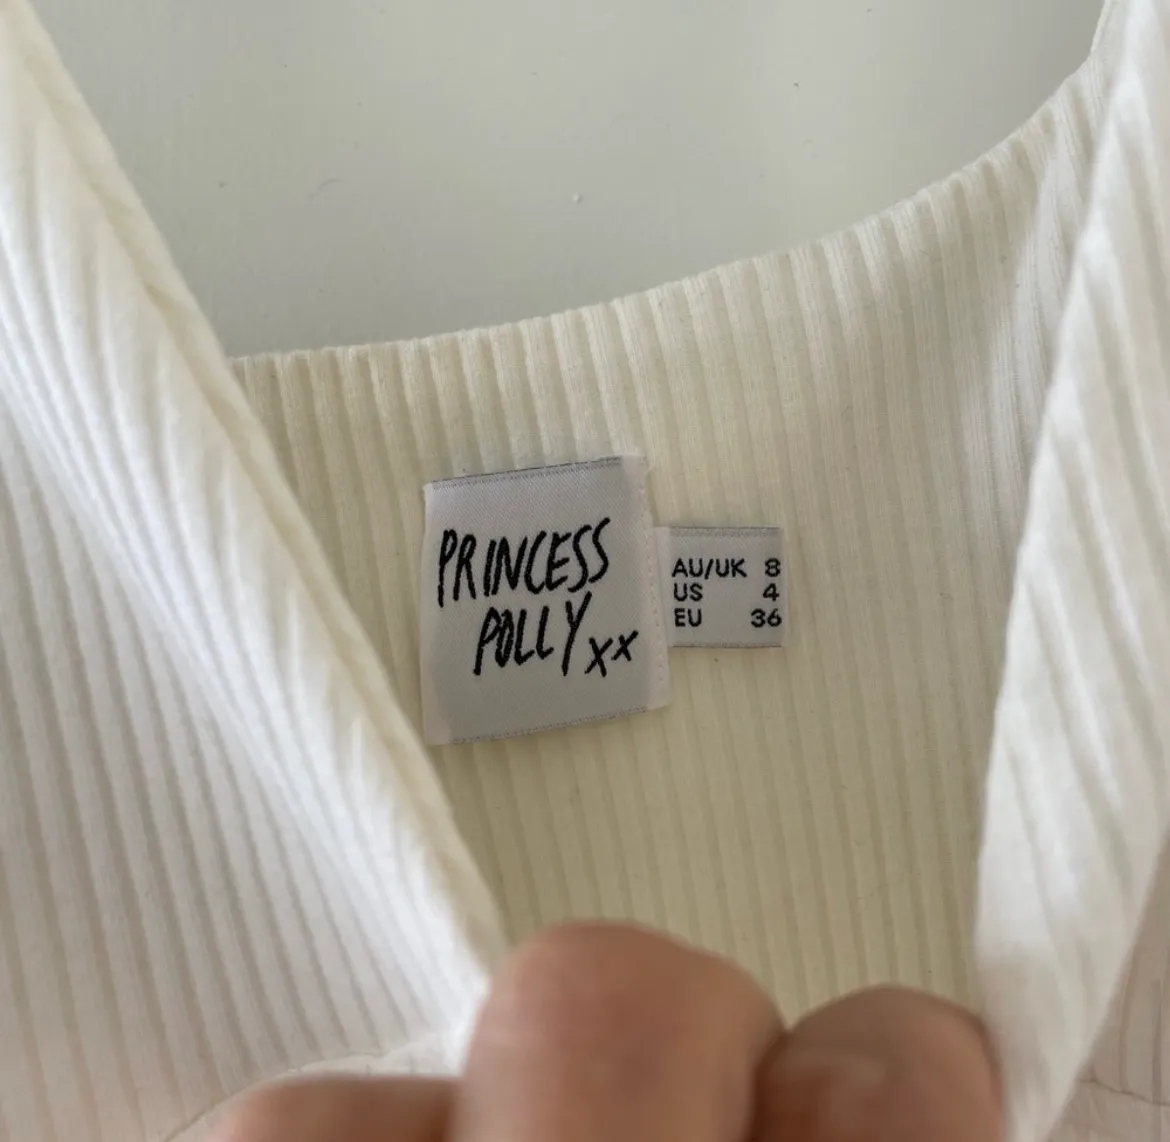 PRINCESS
POLLY xx
AU/UK 8
US 4
EU 36